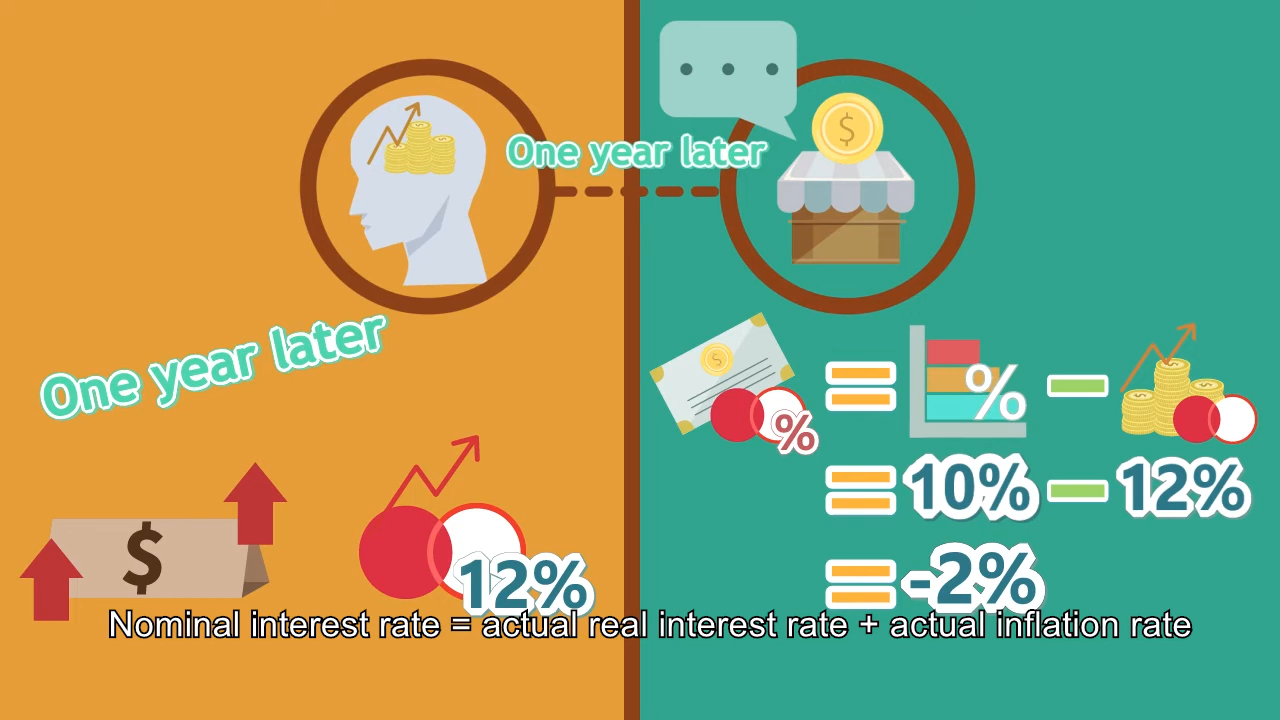 One year later
One year later
$
$
$
%
%
10% – 12%
-2%
12%
Nominal interest rate = actual real interest rate + actual inflation rate